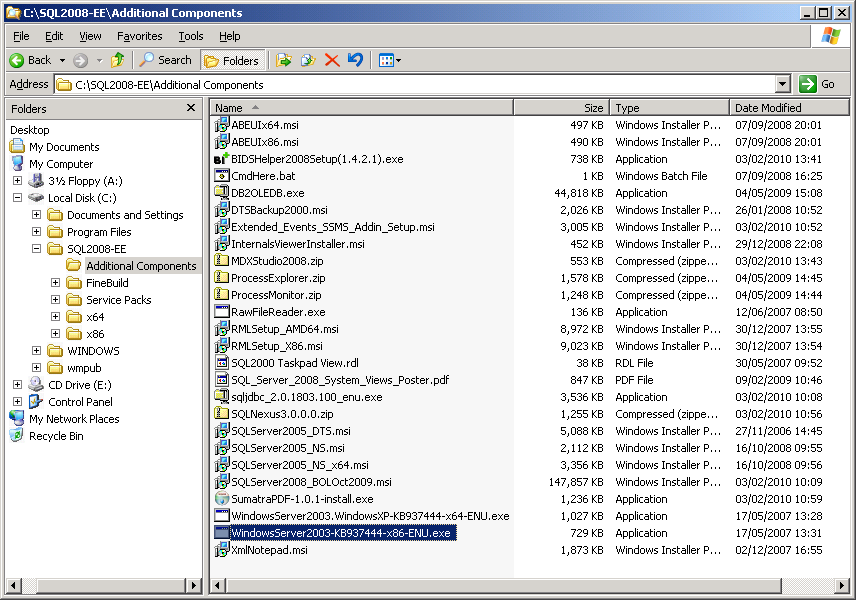 C:\SQL2008-EE\Additional Components
File Edit View Favorites Tools Help
Back Search Folders
Address C:\SQL2008-EE\Additional Components Go
Folders
Desktop
My Documents
My Computer
3½ Floppy (A:)
Local Disk (C:)
Documents and Settings
Program Files
SQL2008-EE
Additional Components
FineBuild
Service Packs
x64
x86
WINDOWS
wmpub
CD Drive (E:)
Control Panel
My Network Places
Recycle Bin
Name Size Type Date Modified
ABEUIx64.msi 497 KB Windows Installer P... 07/09/2008 20:01
ABEUIx86.msi 490 KB Windows Installer P... 07/09/2008 20:01
BIDSHelper2008Setup(1.4.2.1).exe 738 KB Application 03/02/2010 13:41
CmdHere.bat 1 KB Windows Batch File 07/09/2008 16:25
DB2OLEDB.exe 44,818 KB Application 04/05/2009 15:08
DTSBackup2000.msi 2,026 KB Windows Installer P... 26/01/2008 10:52
Extended_Events_SSMS_Addin_Setup.msi 3,005 KB Windows Installer P... 03/02/2010 10:52
InternalsViewerInstaller.msi 452 KB Windows Installer P... 29/12/2008 22:08
MDXStudio2008.zip 553 KB Compressed (zippe... 03/02/2010 13:43
ProcessExplorer.zip 1,578 KB Compressed (zippe... 04/05/2009 14:45
ProcessMonitor.zip 1,248 KB Compressed (zippe... 04/05/2009 14:44
RawFileReader.exe 136 KB Application 12/06/2007 08:50
RMLSetup_AMD64.msi 8,972 KB Windows Installer P... 30/12/2007 13:55
RMLSetup_X86.msi 9,023 KB Windows Installer P... 30/12/2007 13:54
SQL2000 Taskpad View.rdl 38 KB RDL File 30/05/2007 09:52
SQL_Server_2008_System_Views_Poster.pdf 847 KB PDF File 09/02/2009 10:46
sqljdbc_2.0.1803.100_enu.exe 3,536 KB Application 03/02/2010 10:08
SQLNexus3.0.0.0.zip 1,255 KB Compressed (zippe... 03/02/2010 10:56
SQLServer2005_DTS.msi 5,088 KB Windows Installer P... 27/11/2006 14:45
SQLServer2005_NS.msi 2,112 KB Windows Installer P... 16/10/2008 09:55
SQLServer2005_NS_x64.msi 3,356 KB Windows Installer P... 16/10/2008 09:56
SQLServer2008_BOLOct2009.msi 147,857 KB Windows Installer P... 03/02/2010 10:09
SumatraPDF-1.0.1-install.exe 1,236 KB Application 03/02/2010 10:59
WindowsServer2003.WindowsXP-KB937444-x64-ENU.exe 1,027 KB Application 17/05/2007 13:28
WindowsServer2003-KB937444-x86-ENU.exe 729 KB Application 17/05/2007 13:31
XmlNotepad.msi 1,873 KB Windows Installer P... 02/12/2007 16:55